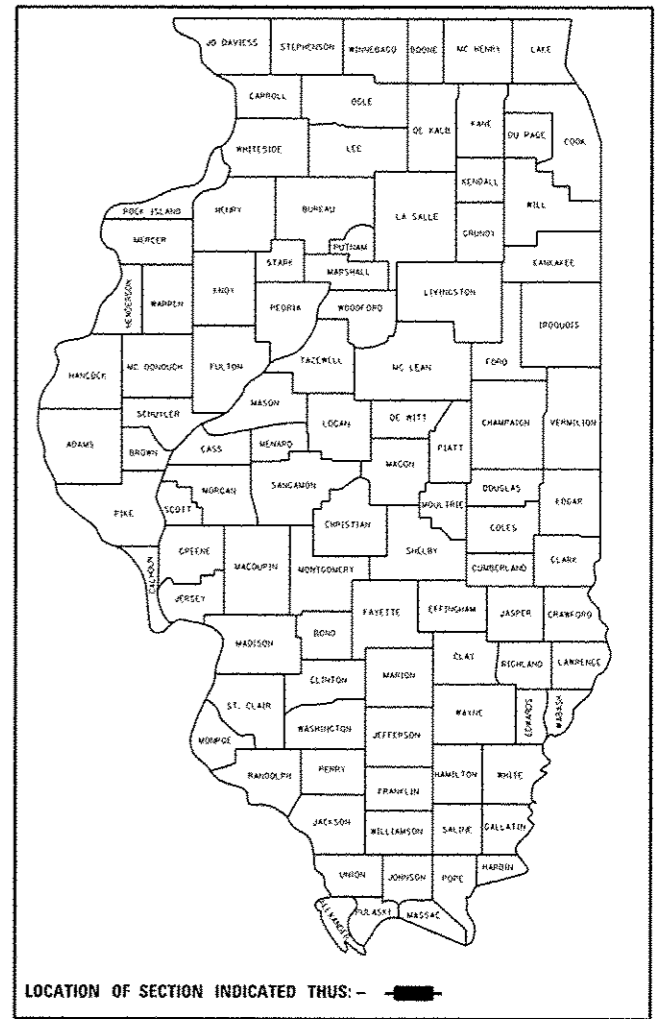 JO DAVIESS STEPHENSON WINNEBAGO BOONE MC HENRY LAKE
CARROLL OGLE DE KALB KANE DU PAGE COOK
WHITESIDE LEE
KENDALL WILL
ROCK ISLAND HENRY BUREAU LA SALLE GRUNDY
MERCER PUTNAM KANKAKEE
STARK MARSHALL
HENDERSON WARREN KNOX PEORIA WOODFORD LIVINGSTON IROQUOIS
HANCOCK MC DONOUGH FULTON TAZEWELL MC LEAN FORD
SCHUYLER MASON LOGAN DE WITT CHAMPAIGN VERMILION
ADAMS BROWN CASS MENARD MACON PIATT
PIKE SCOTT MORGAN SANGAMON MOULTRIE DOUGLAS EDGAR
CHRISTIAN COLES
CALHOUN GREENE MACOUPIN MONTGOMERY SHELBY CUMBERLAND CLARK
JERSEY FAYETTE EFFINGHAM JASPER CRAWFORD
MADISON BOND
CLAY RICHLAND LAWRENCE
CLINTON MARION
ST. CLAIR WAYNE EDWARDS WABASH
MONROE WASHINGTON JEFFERSON
RANDOLPH PERRY HAMILTON WHITE
FRANKLIN
JACKSON WILLIAMSON SALINE GALLATIN
UNION JOHNSON POPE HARDIN
ALEXANDER PULASKI MASSAC
LOCATION OF SECTION INDICATED THUS: -